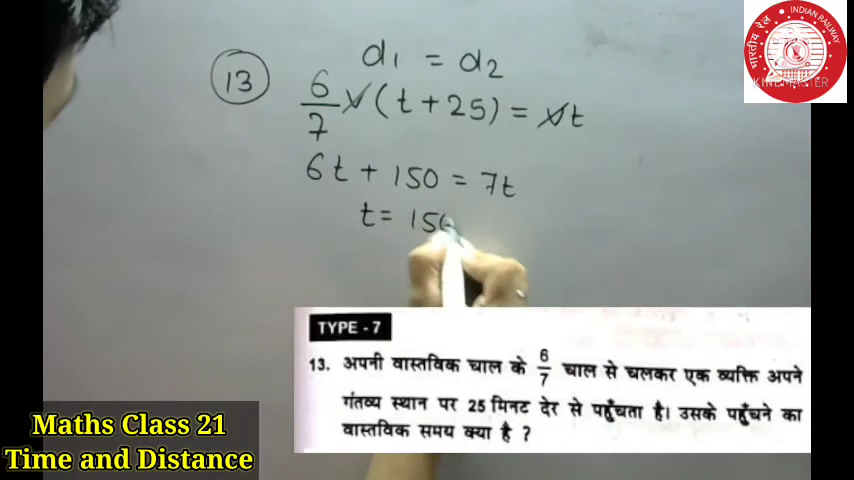 भारतीय रेल INDIAN RAILWAY
KINEMASTER
13
d1 = d2
6/7 v (t + 25) = v t
6t + 150 = 7t
t = 150
TYPE - 7
13. अपनी वास्तविक चाल के 6/7 चाल से चलकर एक व्यक्ति अपने
गंतव्य स्थान पर 25 मिनट देर से पहुँचता है। उसके पहुँचने का
वास्तविक समय क्या है ?
Maths Class 21
Time and Distance